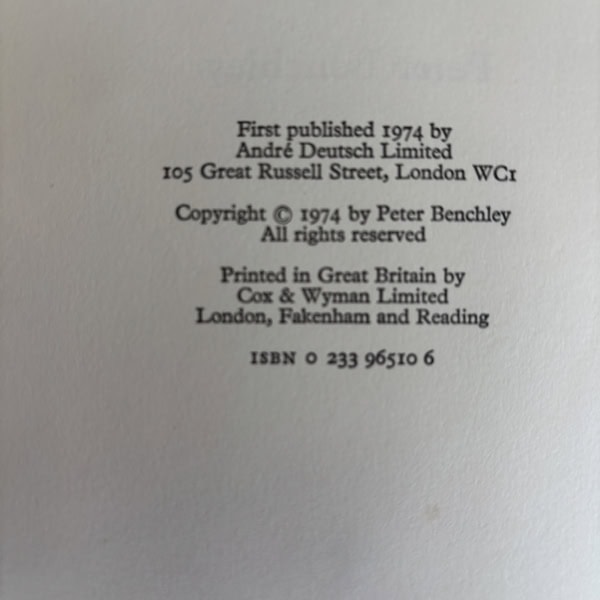 First published 1974 by
André Deutsch Limited
105 Great Russell Street, London WC1
Copyright © 1974 by Peter Benchley
All rights reserved
Printed in Great Britain by
Cox & Wyman Limited
London, Fakenham and Reading
ISBN 0 233 96510 6